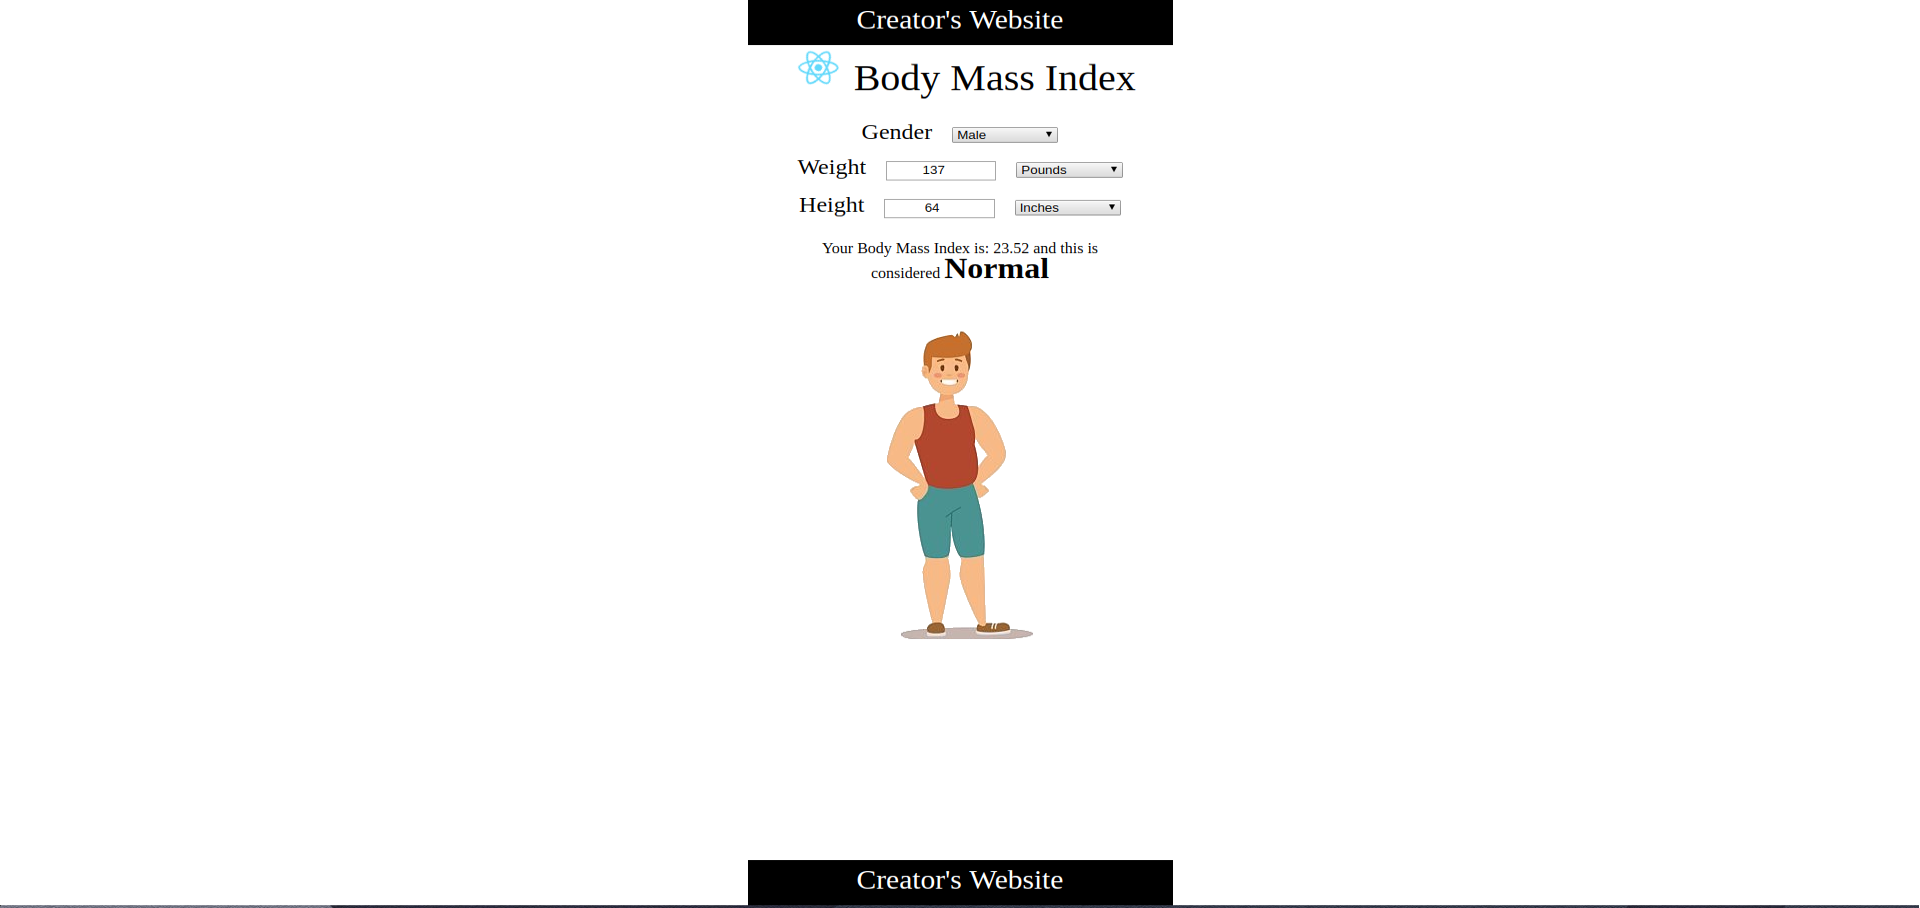 Creator's Website
Body Mass Index
Gender Male
Weight 137 Pounds
Height 64 Inches
Your Body Mass Index is: 23.52 and this is
considered Normal
Creator's Website